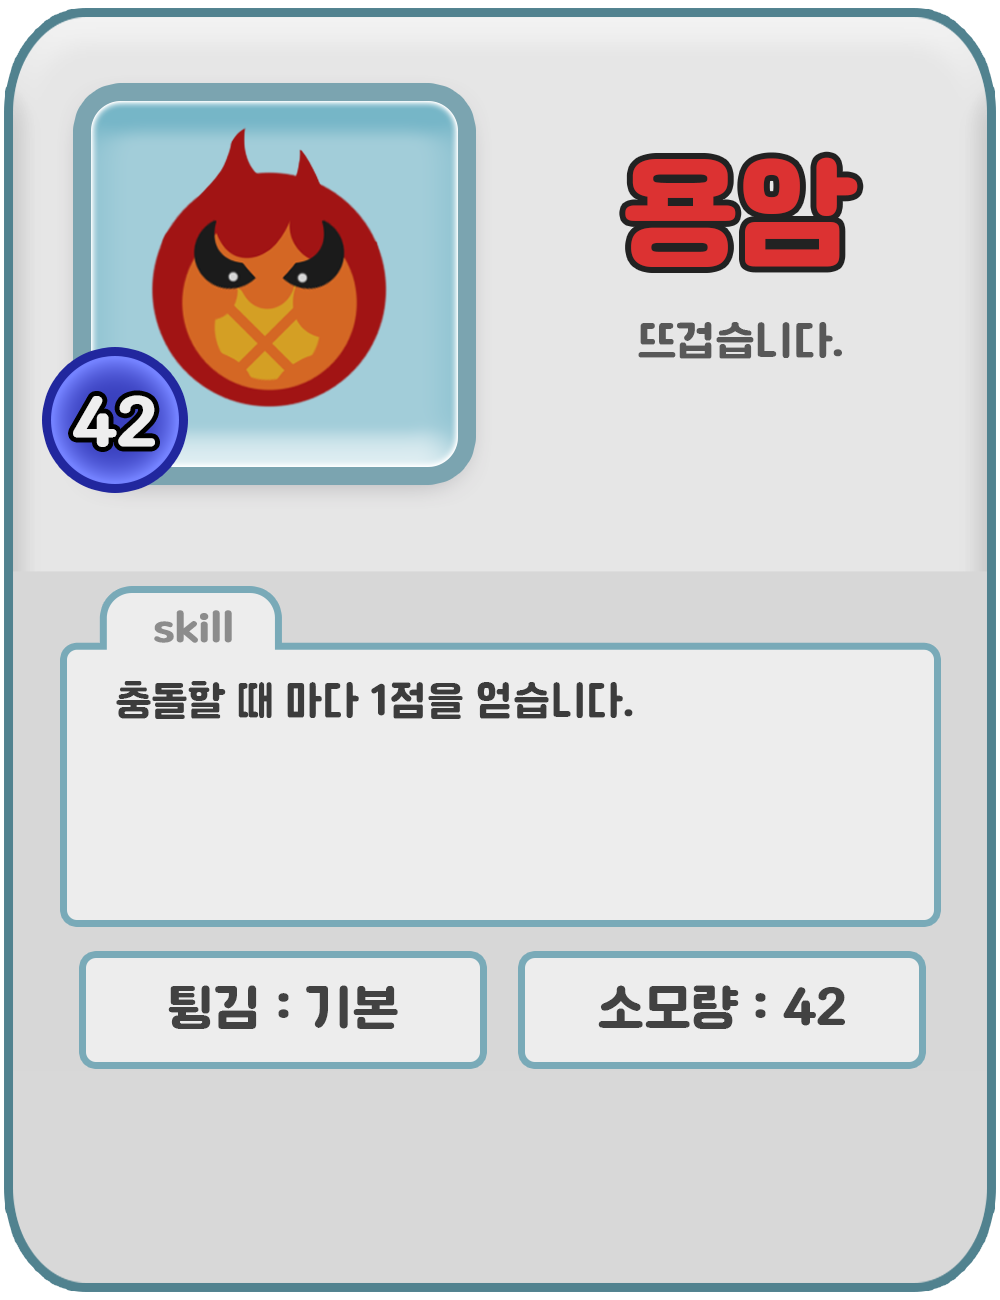 용암
뜨겁습니다.
42
skill
충돌할 때 마다 1점을 얻습니다.
튕김 : 기본
소모량 : 42